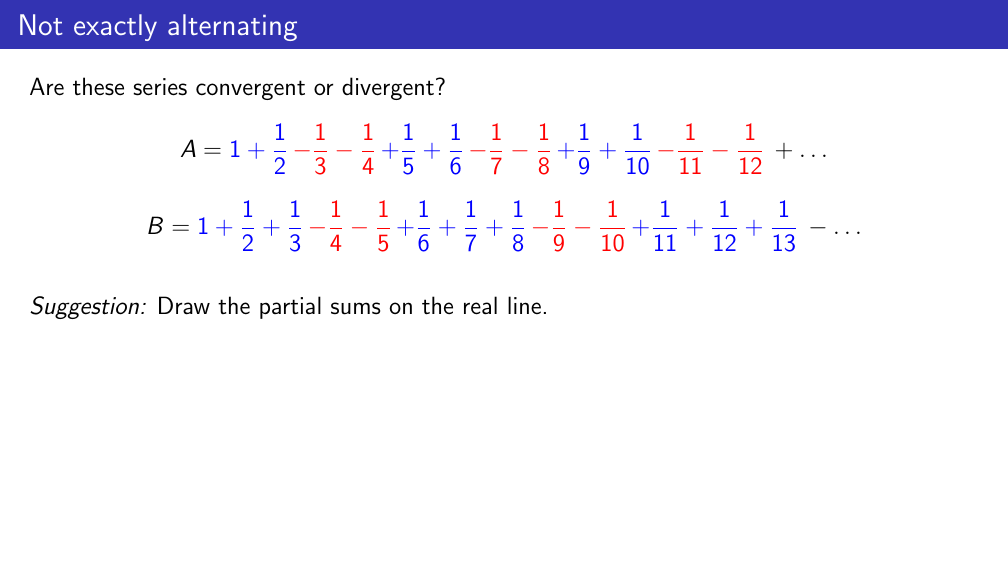 Not exactly alternating
Are these series convergent or divergent?
A = 1 + 1/2 − 1/3 − 1/4 + 1/5 + 1/6 − 1/7 − 1/8 + 1/9 + 1/10 − 1/11 − 1/12 + ...
B = 1 + 1/2 + 1/3 − 1/4 − 1/5 + 1/6 + 1/7 + 1/8 − 1/9 − 1/10 + 1/11 + 1/12 + 1/13 − ...
Suggestion: Draw the partial sums on the real line.